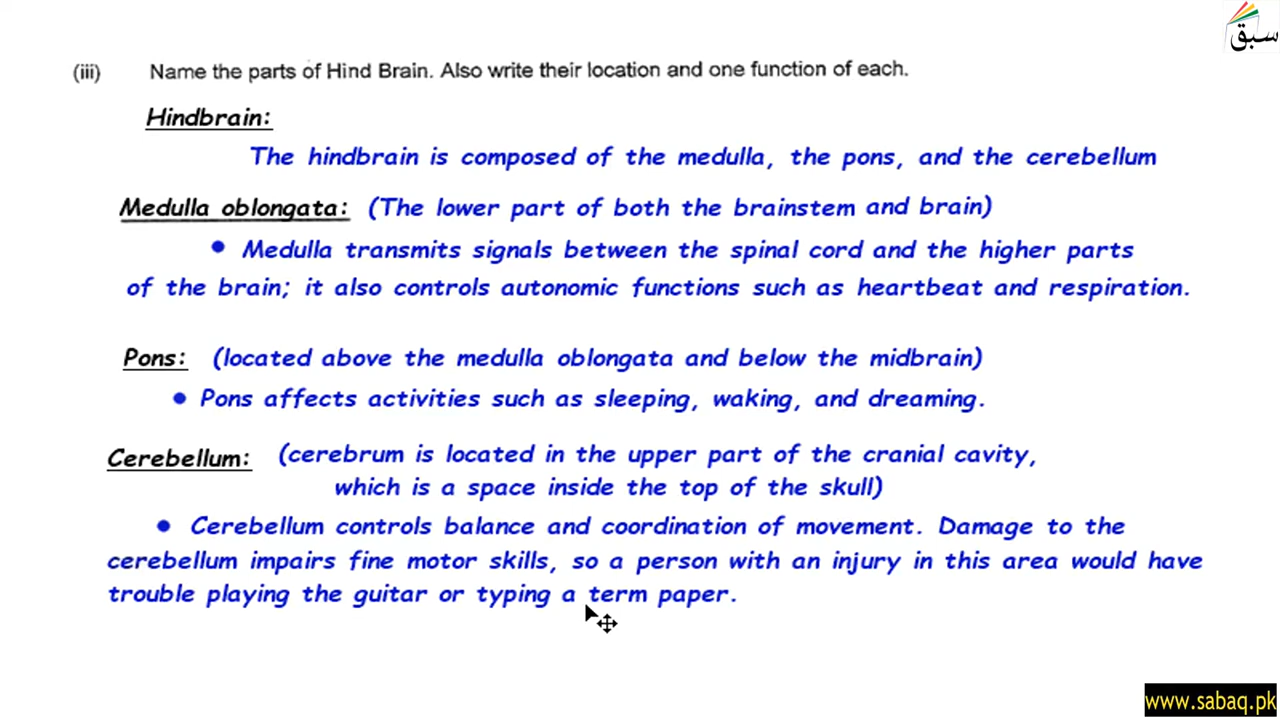 سبق
(iii) Name the parts of Hind Brain. Also write their location and one function of each.
Hindbrain:
The hindbrain is composed of the medulla, the pons, and the cerebellum
Medulla oblongata: (The lower part of both the brainstem and brain)
• Medulla transmits signals between the spinal cord and the higher parts
of the brain; it also controls autonomic functions such as heartbeat and respiration.
Pons: (located above the medulla oblongata and below the midbrain)
• Pons affects activities such as sleeping, waking, and dreaming.
Cerebellum: (cerebrum is located in the upper part of the cranial cavity,
which is a space inside the top of the skull)
• Cerebellum controls balance and coordination of movement. Damage to the
cerebellum impairs fine motor skills, so a person with an injury in this area would have
trouble playing the guitar or typing a term paper.
www.sabaq.pk